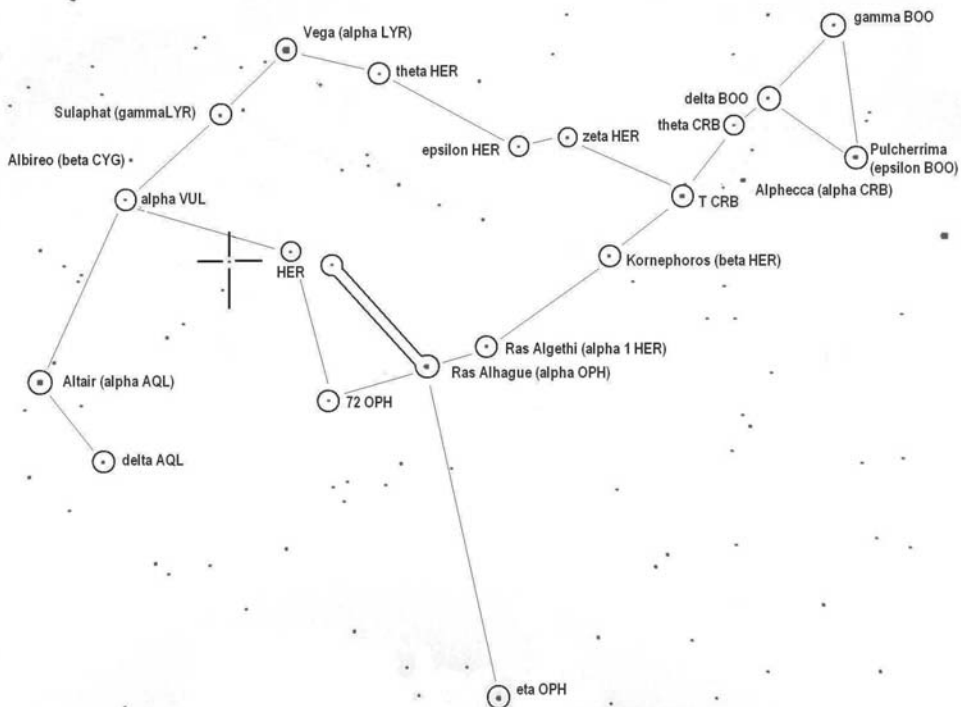 gamma BOO
Vega (alpha LYR)
theta HER
delta BOO
Sulaphat (gammaLYR)
theta CRB
zeta HER
epsilon HER
Pulcherrima
(epsilon BOO)
Albireo (beta CYG)
Alphecca (alpha CRB)
alpha VUL
T CRB
Kornephoros (beta HER)
HER
Ras Algethi (alpha 1 HER)
Ras Alhague (alpha OPH)
Altair (alpha AQL)
72 OPH
delta AQL
eta OPH